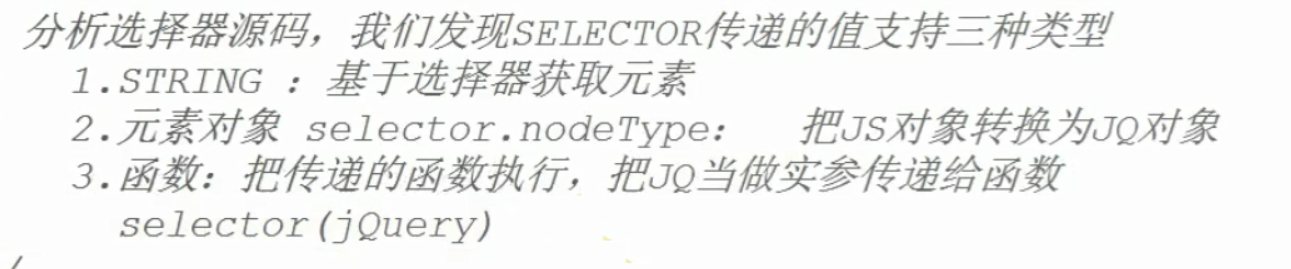 分析选择器源码，我们发现SELECTOR传递的值支持三种类型
1.STRING ：基于选择器获取元素
2.元素对象 selector.nodeType： 把JS对象转换为JQ对象
3.函数：把传递的函数执行，把JQ当做实参传递给函数
selector(jQuery)
/